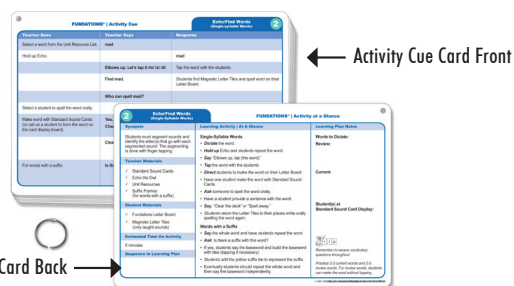 FUNDATIONS® | Activity Cue
Echo/Find Words
(Single-Syllable Words)
2
Teacher Does
Teacher Says
Response
Select a word from the Unit Resource List.
mad
Hold up Echo.
mad
Elbows up. Let's tap it /m/ /a/ /d/.
Tap the word with the students.
Find mad.
Students find Magnetic Letter Tiles and spell word on their
Letter Board.
Who can spell mad?
Select a student to spell the word orally.
Make word with Standard Sound Cards
(or call on a student to form the word on
the card display board).
Yes,
For words with a suffix.
Is th
Activity Cue Card Front
2
Echo/Find Words
(Single-Syllable Words)
FUNDATIONS® | Activity at a Glance
Synopsis
Students must segment sounds and
identify the letter(s) that go with each
segmented sound. The segmenting
is done with finger tapping.
Teacher Materials
✓ Standard Sound Cards
✓ Echo the Owl
✓ Unit Resources
✓ Suffix Frames
(for words with a suffix)
Student Materials
✓ Fundations Letter Board
✓ Magnetic Letter Tiles
(only taught sounds)
Estimated Time On Activity
5 minutes
Sequence in Learning Plan
Learning Activity | At A Glance
Single-Syllable Words
• Dictate the word.
• Hold up Echo and students repeat the word.
• Say "Elbows up, tap (the word)."
• Tap the word with students.
• Direct students to make the word on their Letter Boards.
• Have one student make the word with Standard Sound
Cards.
• Ask someone to spell the word orally.
• Have a student provide a sentence with the word.
• Say, "Clear the deck" or "Spell away."
• Students return the Letter Tiles to their places while orally
spelling the word again.
Words with a Suffix
• Say the whole word and have students repeat the word.
• Ask: Is there a suffix with this word?
• If yes, students say the baseword and build the baseword
with tiles (tapping if necessary).
• Students add the yellow suffix tile to represent the suffix.
• Eventually students should repeat the whole word and
then say the baseword independently.
Learning Plan Notes
Words to Dictate:
Review:
Current:
Student(s) at
Standard Sound Card Display:
Remember to weave vocabulary
questions throughout.
Practice 2-3 current words and 2-3
review words. For review words, students
can make the word without tapping.
Card Back